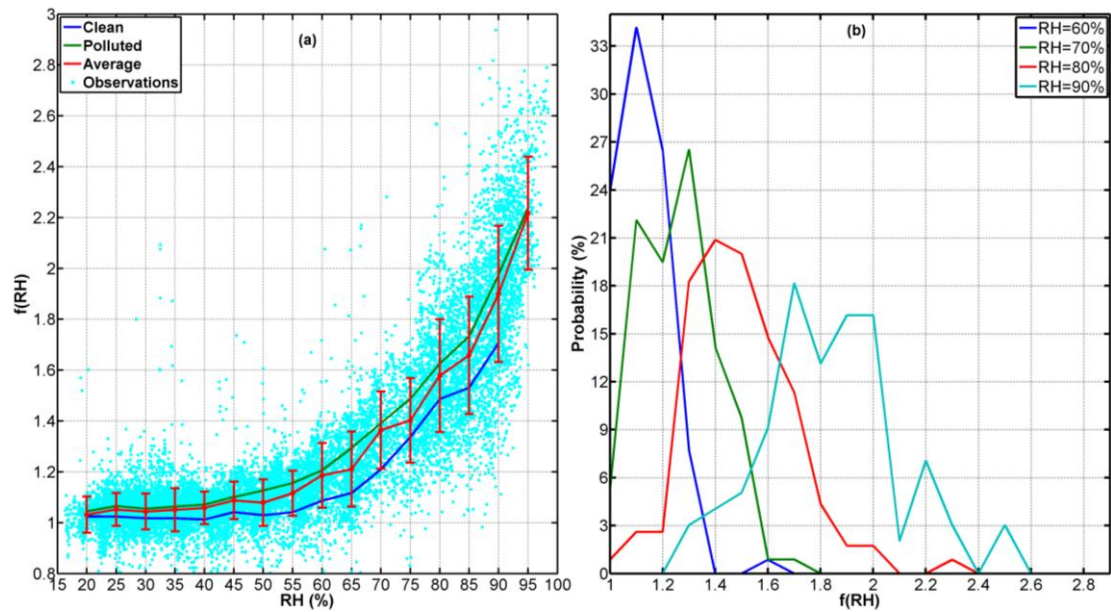 (a)
Clean
Polluted
Average
Observations
3
2.8
2.6
2.4
2.2
2
1.8
1.6
1.4
1.2
1
0.8
f(RH)
15 20 25 30 35 40 45 50 55 60 65 70 75 80 85 90 95 100
RH (%)
(b)
RH=60%
RH=70%
RH=80%
RH=90%
33
30
27
24
21
18
15
12
9
6
3
0
Probability (%)
1.0 1.2 1.4 1.6 1.8 2 2.2 2.4 2.6 2.8
f(RH)